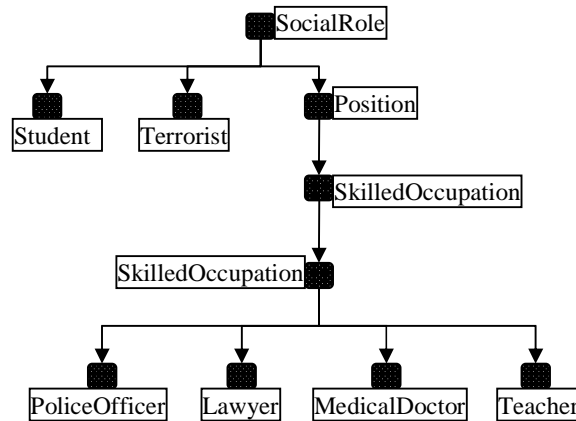 SocialRole
Student
Terrorist
Position
SkilledOccupation
SkilledOccupation
PoliceOfficer
Lawyer
MedicalDoctor
Teacher